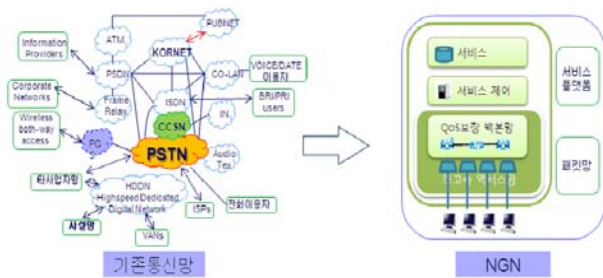 PUBNET
ATM
KORNET
Information
Providers
PSDN
CO-LAN
VOICE/DATE
이용자
Corporate
Networks
Frame
Relay
ISDN
BRI/PRI
users
IN
Wireless
both-way
access
PG
CCSN
PSTN
Audio
Tex
타사업자망
HDDN
Highspeed Dedicated
Digital Network
ISPs
전화이용자
사설망
VANs
기존통신망
서비스
서비스 제어
QoS보장 백본망
액세스망
서비스
플랫폼
패킷망
NGN